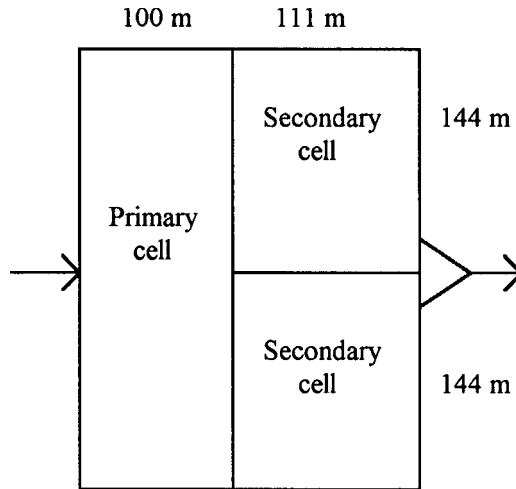 100 m
111 m
Secondary
cell
144 m
Primary
cell
Secondary
cell
144 m